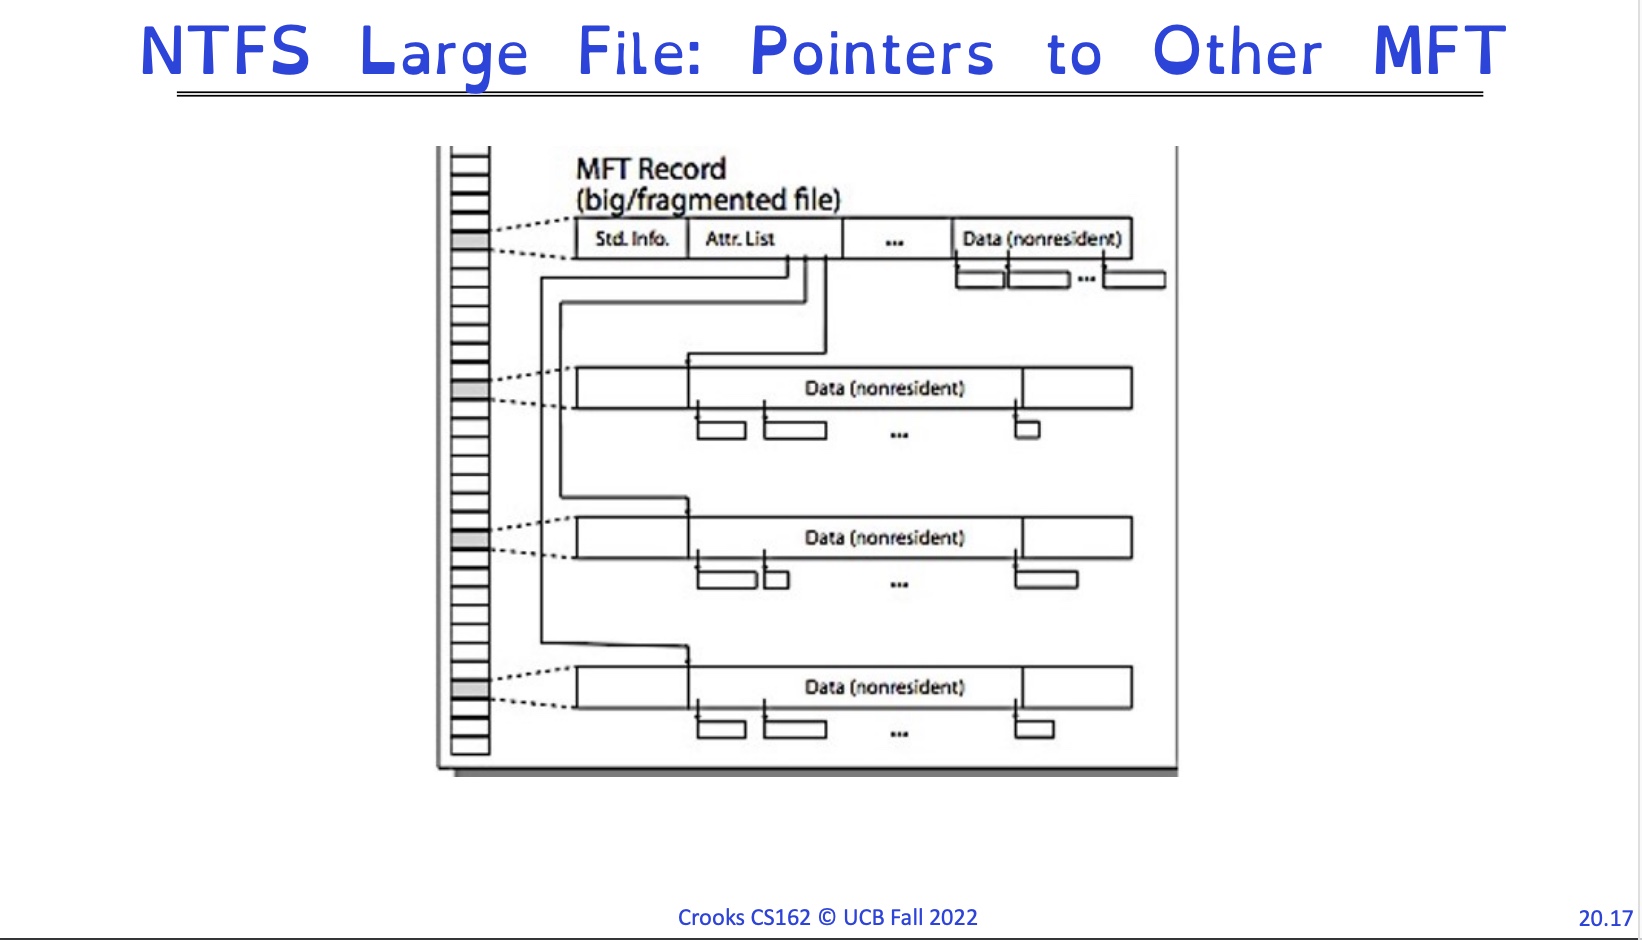 NTFS Large File: Pointers to Other MFT
MFT Record
(big/fragmented file)
Std. Info.
Attr. List
...
Data (nonresident)
...
Data (nonresident)
...
Data (nonresident)
...
Data (nonresident)
...
Crooks CS162 © UCB Fall 2022
20.17